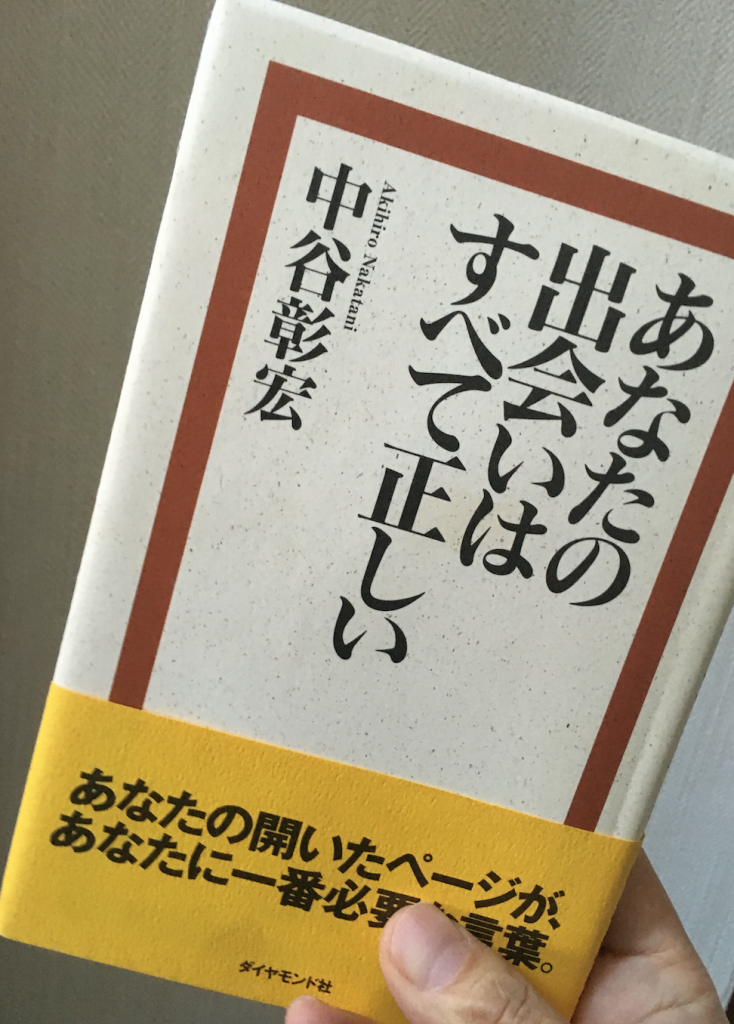 あなたの
出会いは
すべて正しい
Akihiro Nakatani
中谷彰宏
あなたの開いたページが、
あなたに一番必要な言葉。
ダイヤモンド社